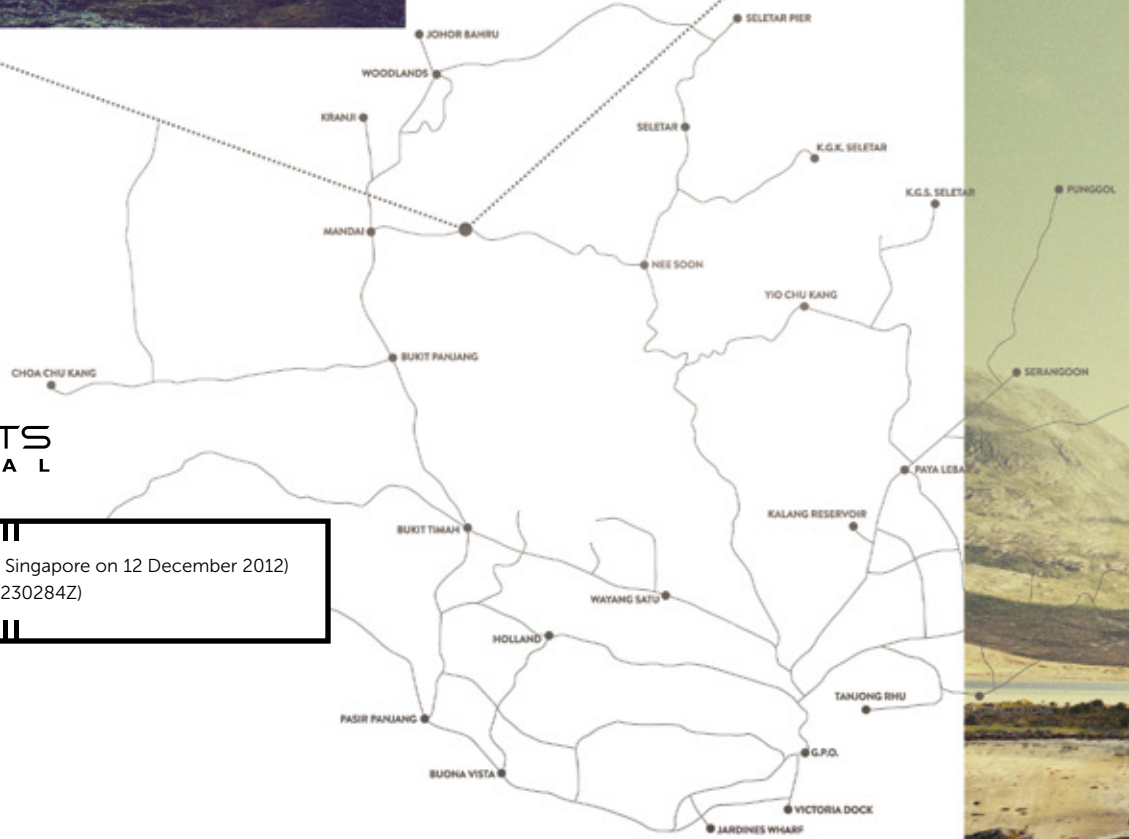 SELETAR PIER
JOHOR BAHRU
WOODLANDS
KRANJI
SELETAR
K.G.K. SELETAR
K.G.S. SELETAR
PUNGGOL
MANDAI
NEE SOON
YIO CHU KANG
BUKIT PANJANG
CHOA CHU KANG
SERANGOON
TS
AL
PAYA LEBA
KALANG RESERVOIR
BUKIT TIMAH
Singapore on 12 December 2012)
230284Z)
WAYANG SATU
HOLLAND
TANJONG RHU
PASIR PANJANG
G.P.O.
BUONA VISTA
VICTORIA DOCK
JARDINES WHARF